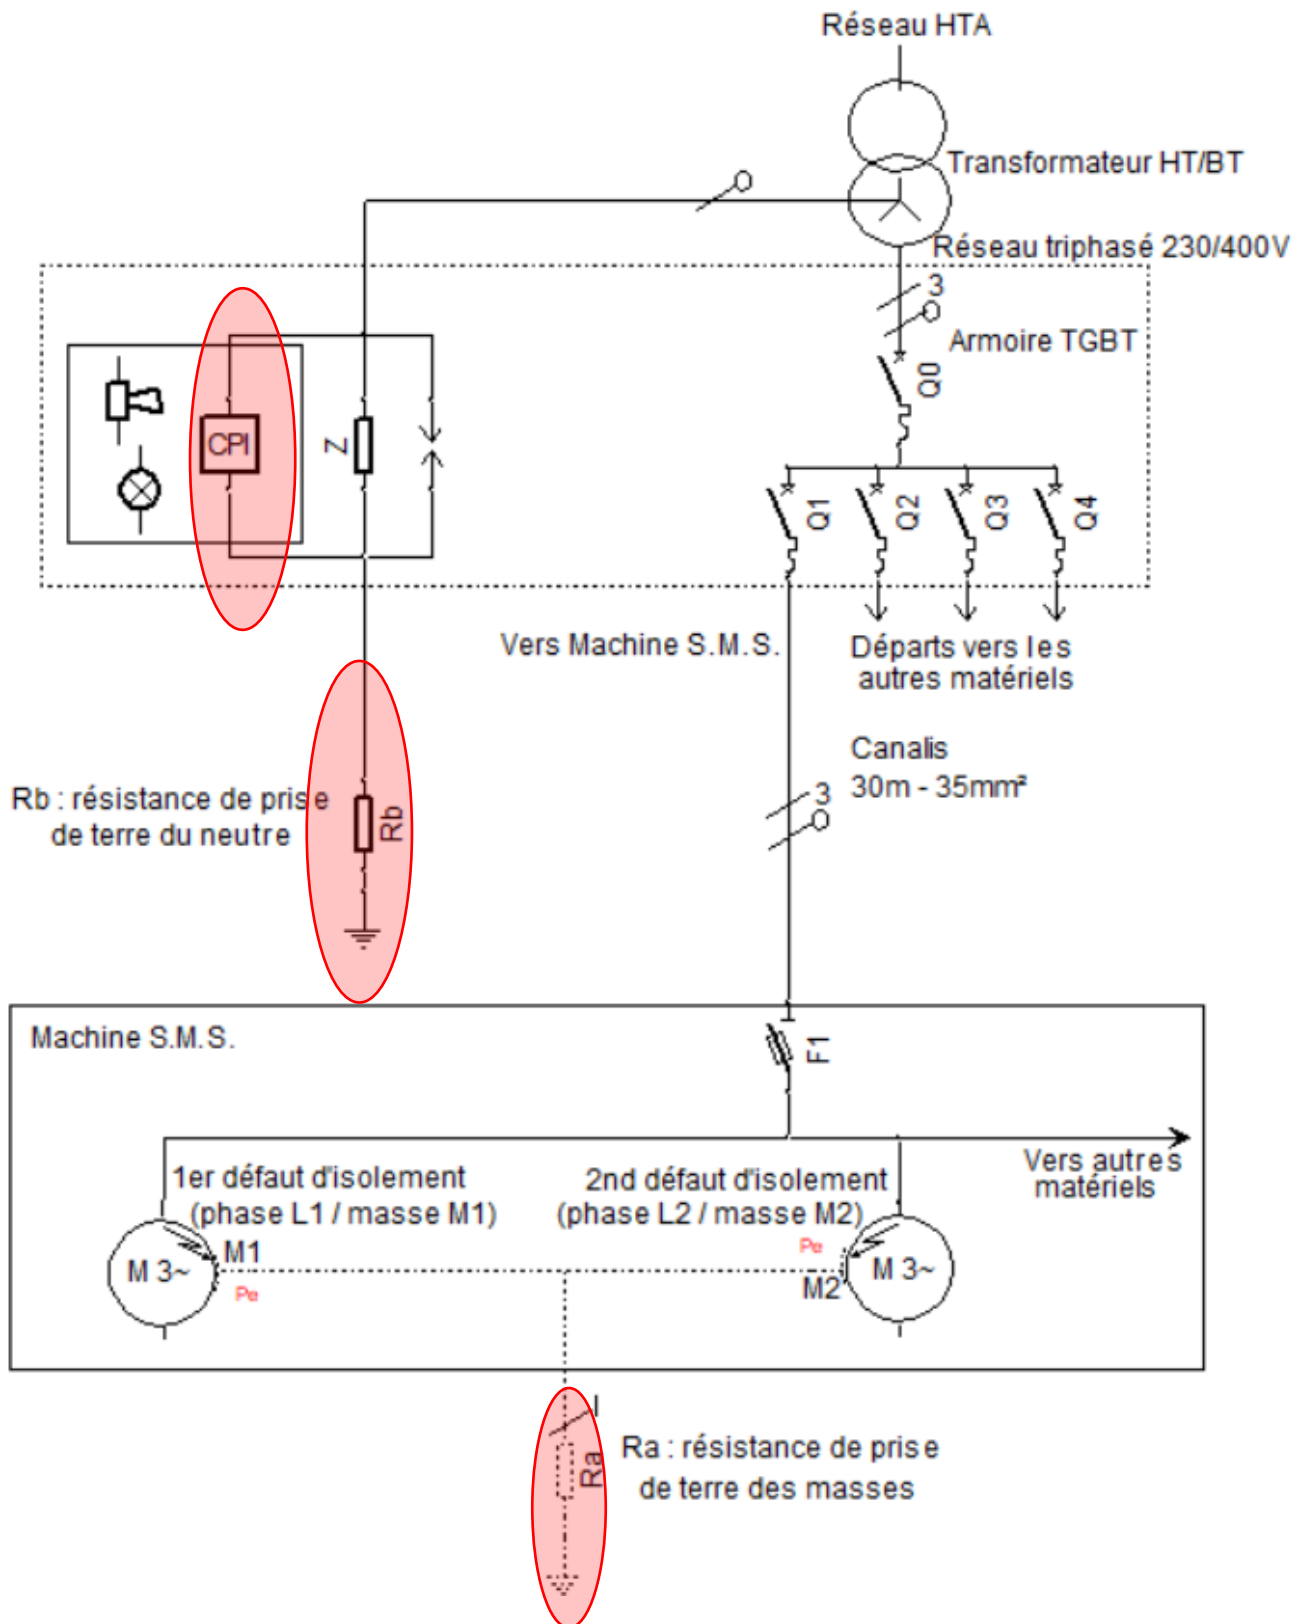 Réseau HTA
Transformateur HT/BT
Réseau triphasé 230/400V
3
Armoire TGBT
Q0
CPI
Z
Q1
Q2
Q3
Q4
Vers Machine S.M.S.
Départs vers les
autres matériels
Canalis
30m - 35mm²
3
Rb : résistance de prise
de terre du neutre
Rb
Machine S.M.S.
F1
1er défaut d'isolement
(phase L1 / masse M1)
2nd défaut d'isolement
(phase L2 / masse M2)
Vers autres
matériels
M 3~
M1
Pe
Pe
M2
M 3~
Ra
Ra : résistance de prise
de terre des masses